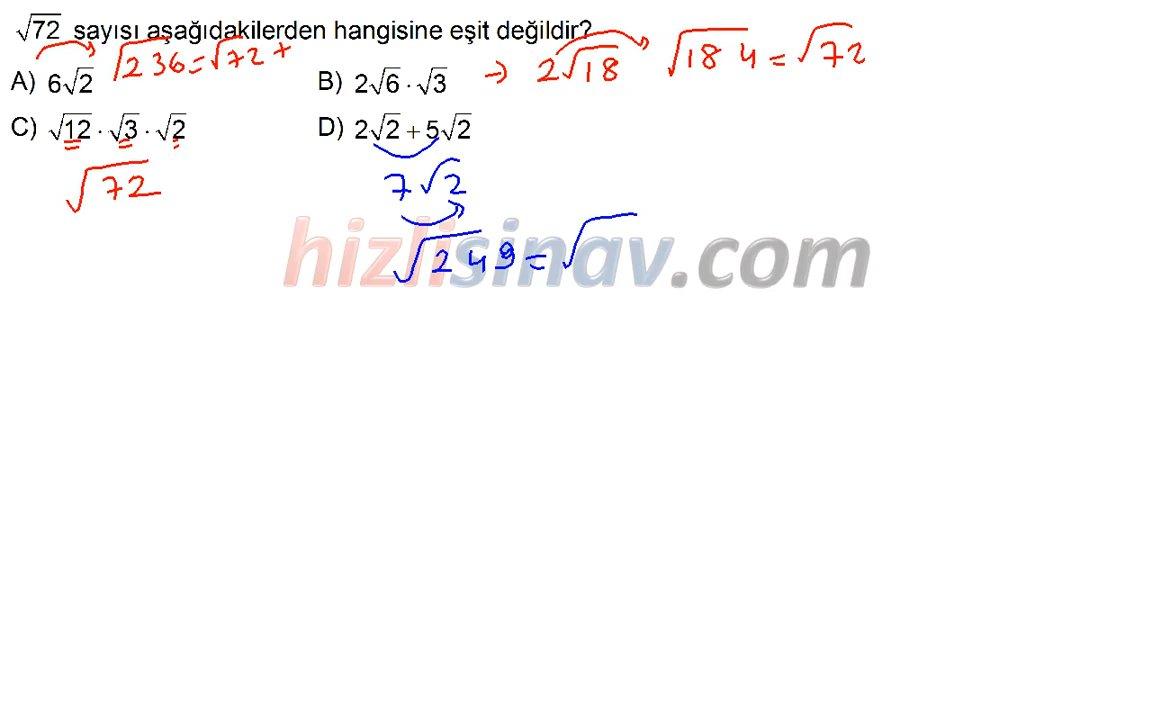 √72 sayısı aşağıdakilerden hangisine eşit değildir?
A) 6√2 √2 36 = √72 +
B) 2√6 · √3 → 2√18 √18 4 = √72
C) √12 · √3 · √2
D) 2√2 + 5√2
√72
7√2
√2 49 = √
hizlisinav.com